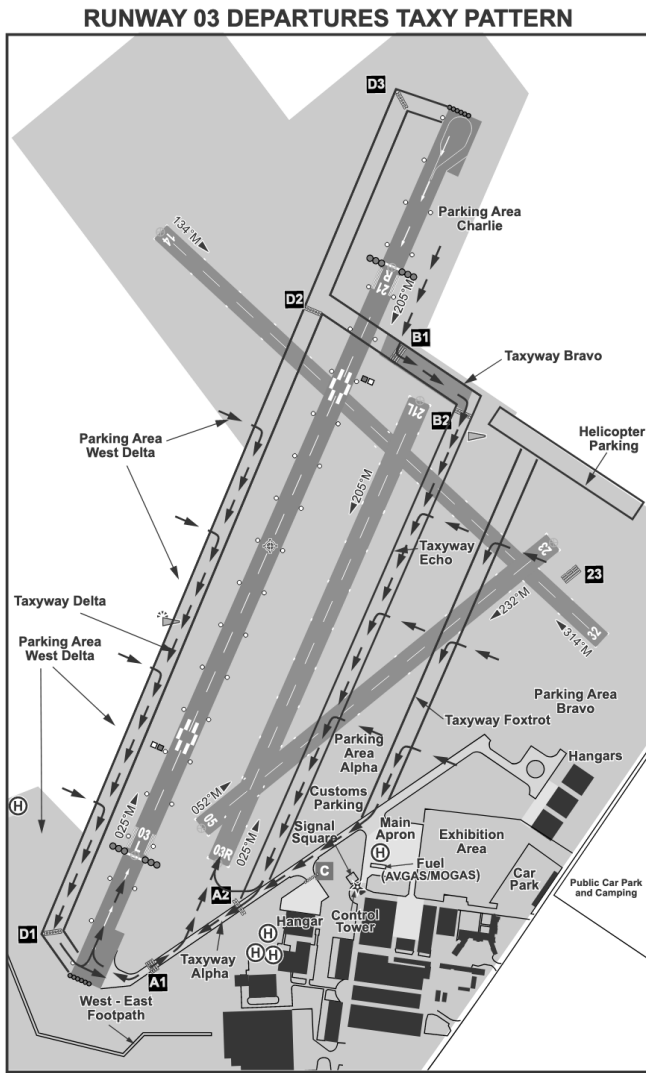 RUNWAY 03 DEPARTURES TAXY PATTERN
D3
Parking Area
Charlie
134°M
14
21
R
205°M
D2
B1
Taxyway Bravo
21L
B2
Helicopter
Parking
Parking Area
West Delta
205°M
Taxyway
Echo
23
23
232°M
314°M
32
Taxyway Delta
Parking Area
West Delta
Parking Area
Bravo
Taxyway Foxtrot
Parking
Area
Alpha
Hangars
Customs
Parking
052°M
05
Signal
Square
Main
Apron
Exhibition
Area
H
025°M
03
L
03R
025°M
H
Fuel
(AVGAS/MOGAS)
Car
Park
Public Car Park
and Camping
C
A2
D1
Hangar
Control
Tower
H
H
H
Taxyway
Alpha
A1
West - East
Footpath